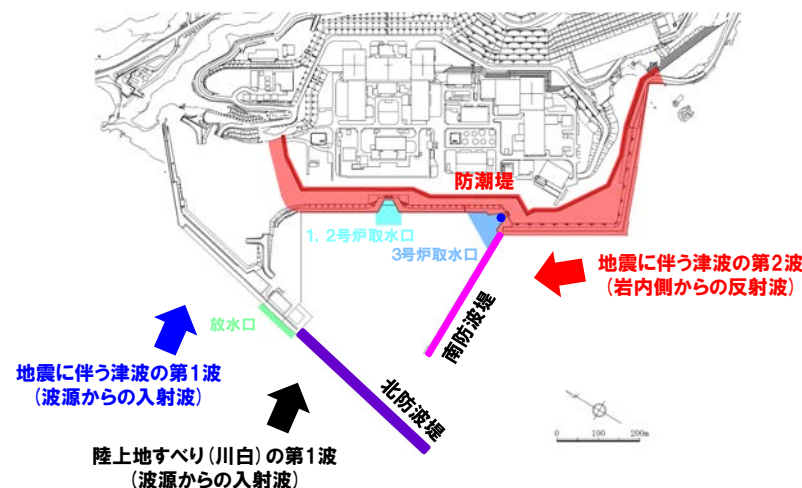 防潮堤
1, 2号炉取水口
3号炉取水口
地震に伴う津波の第2波
(岩内側からの反射波)
南防波堤
放水口
地震に伴う津波の第1波
(波源からの入射波)
北防波堤
陸上地すべり(川白)の第1波
(波源からの入射波)
0 100 200m